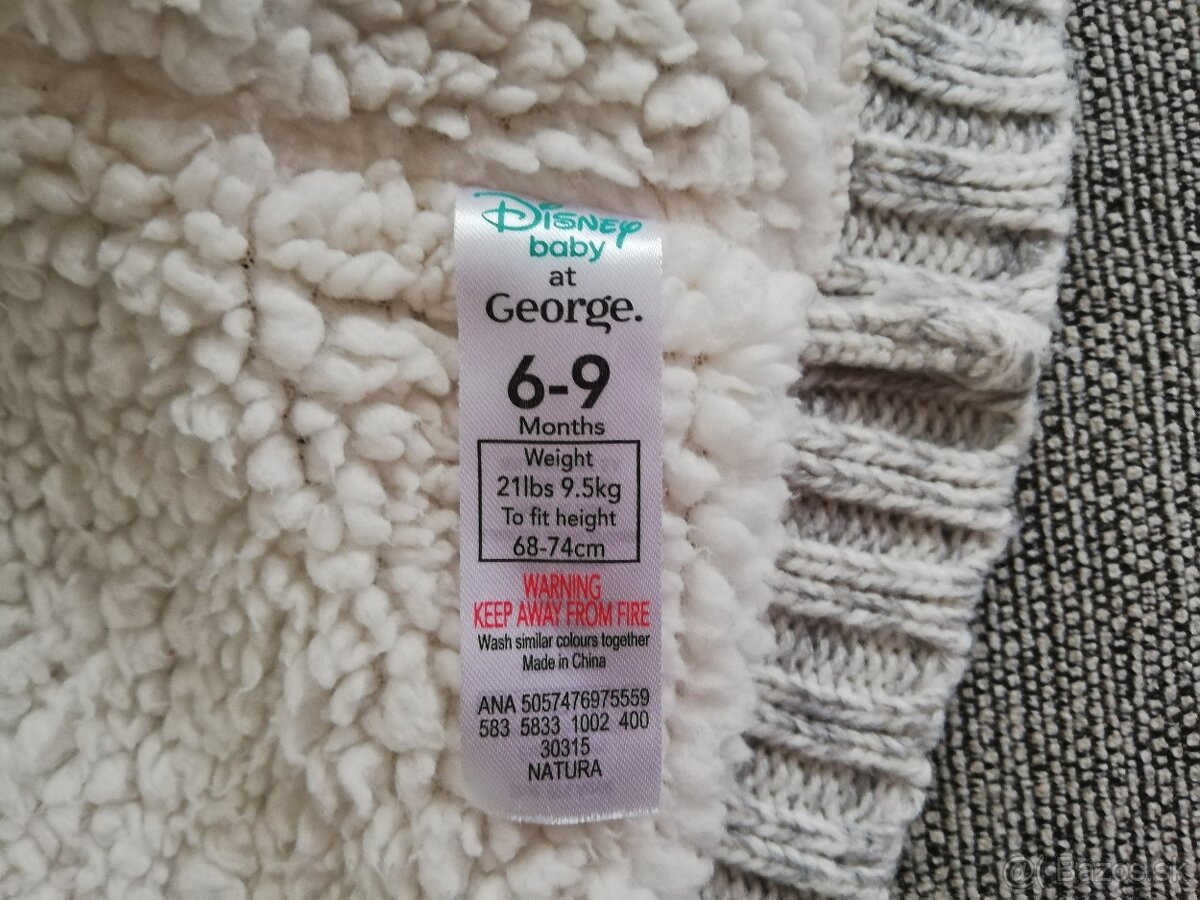 Disney
baby
at
George.
6-9
Months
Weight
21lbs 9.5kg
To fit height
68-74cm
WARNING
KEEP AWAY FROM FIRE
Wash similar colours together
Made in China
ANA 5057476975559
583 5833 1002 400
30315
NATURA
Bazos.sk